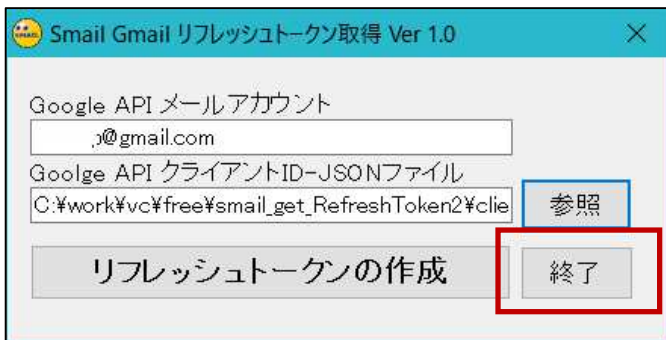 Smail Gmail リフレッシュトークン取得 Ver 1.0
Google API メールアカウント
@gmail.com
Goolge API クライアントID-JSONファイル
C:¥work¥vc¥free¥smail_get_RefreshToken2¥clie
参照
リフレッシュトークンの作成
終了